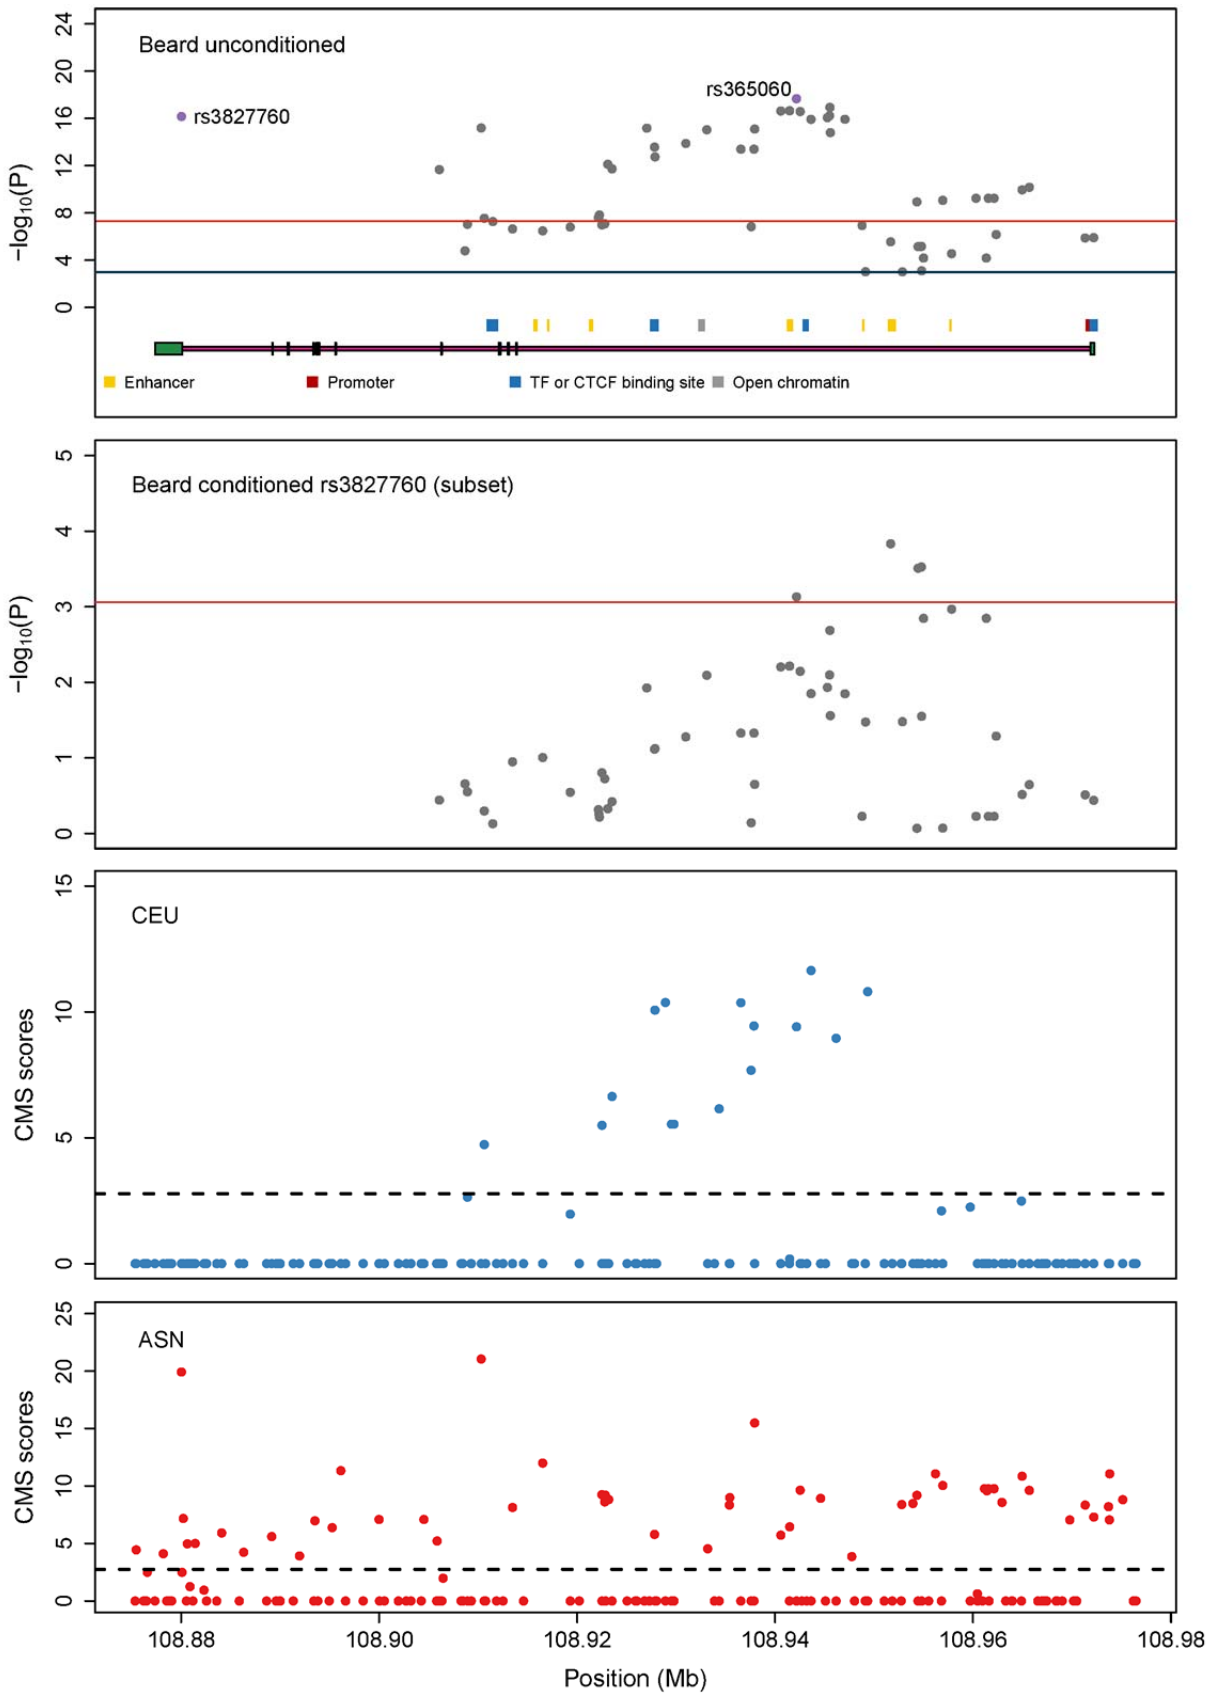 24
20
16
12
8
4
0
−log10(P)
Beard unconditioned
rs3827760
rs365060
Enhancer
Promoter
TF or CTCF binding site
Open chromatin
5
4
3
2
1
0
−log10(P)
Beard conditioned rs3827760 (subset)
15
10
5
0
CMS scores
CEU
25
20
15
10
5
0
CMS scores
ASN
108.88 108.90 108.92 108.94 108.96 108.98
Position (Mb)